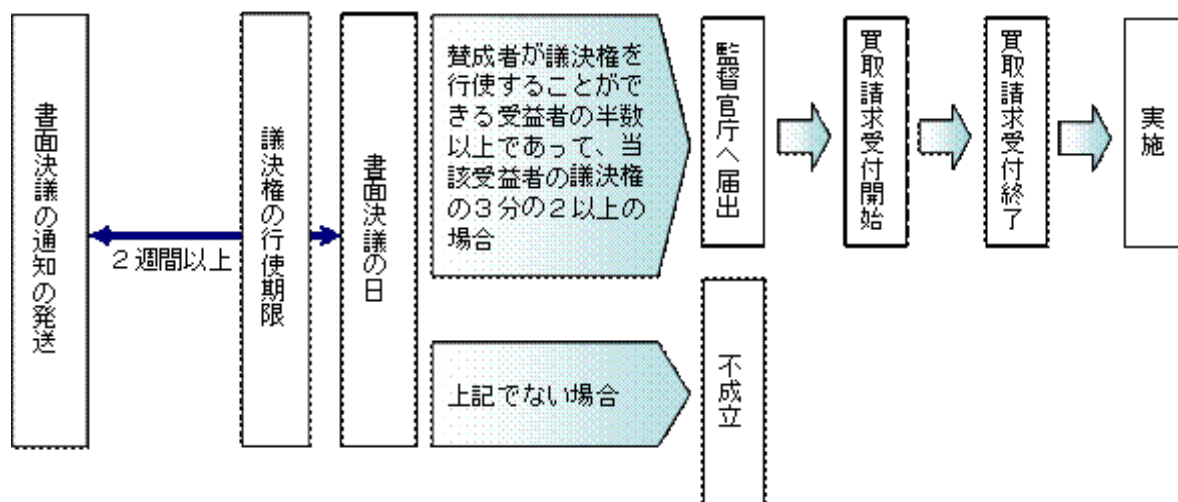 書面決議の通知の発送
2週間以上
議決権の行使期限
書面決議の日
賛成者が議決権を
行使することがで
きる受益者の半数
以上であって、当
該受益者の議決権
の3分の2以上の
場合
監督官庁へ届出
買取請求受付開始
買取請求受付終了
実施
上記でない場合
不成立